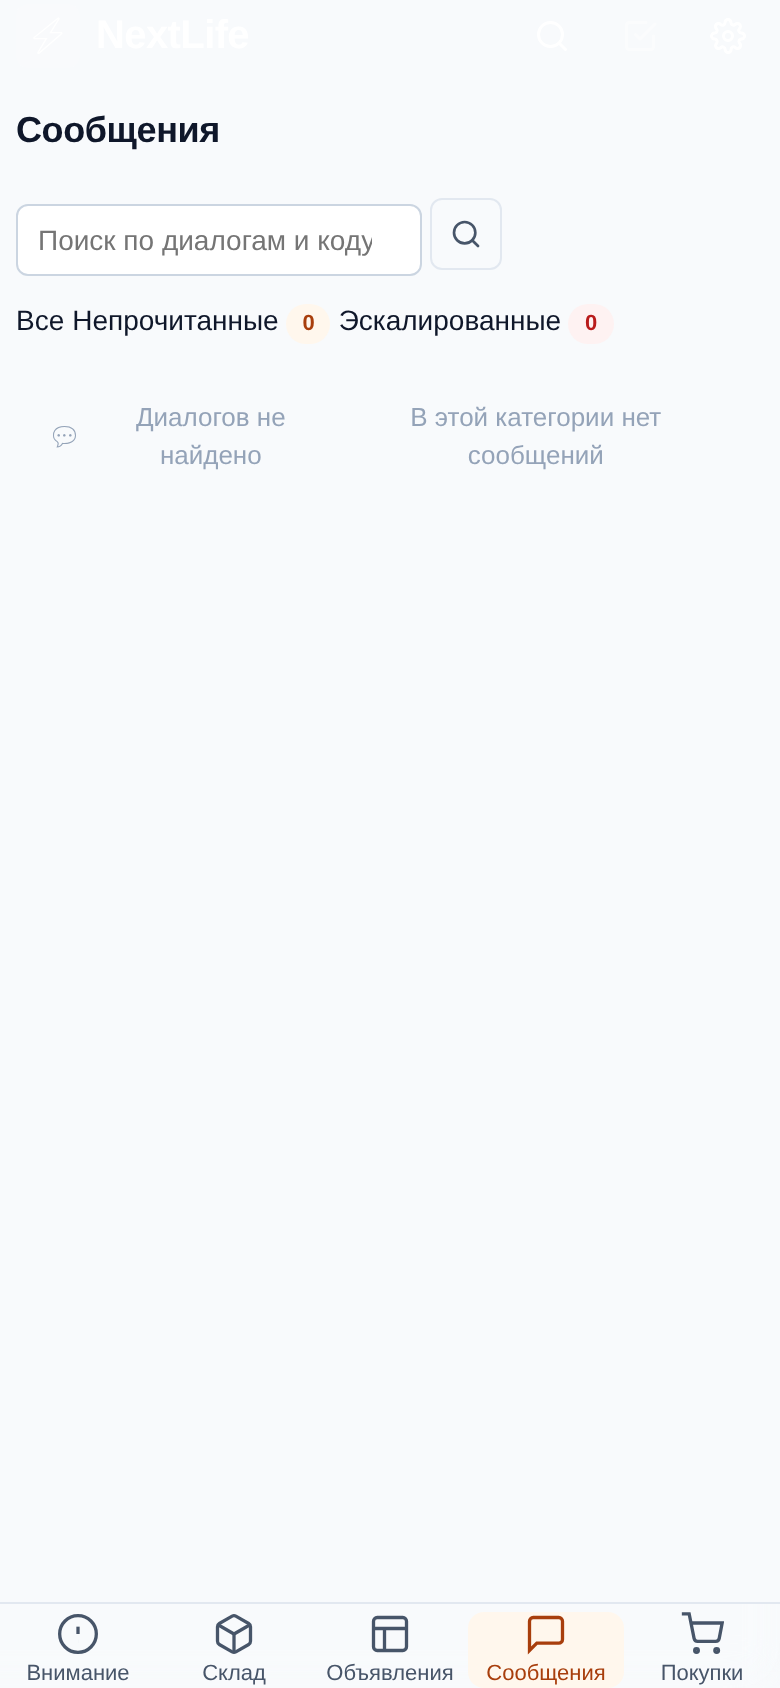 NextLife
Сообщения
Поиск по диалогам и коду
Все Непрочитанные 0 Эскалированные 0
Диалогов не
найдено
В этой категории нет
сообщений
Внимание
Склад
Объявления
Сообщения
Покупки